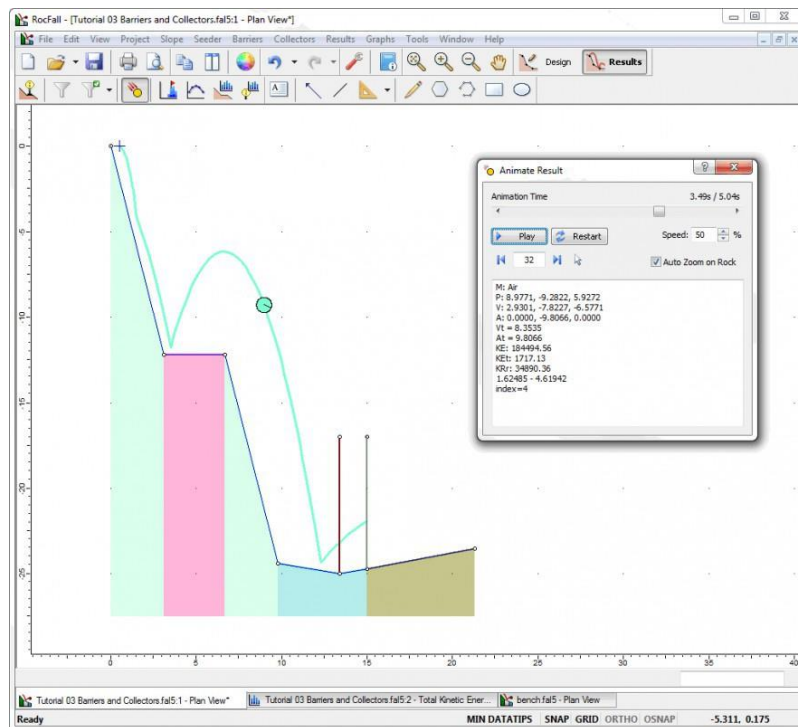 RocFall - [Tutorial 03 Barriers and Collectors.fal5:1 - Plan View*]
File Edit View Project Slope Seeder Barriers Collectors Results Graphs Tools Window Help
Design Results
0
-5
-10
-15
-20
-25
0 5 10 15 20 25 30 35 40
Animate Result
Animation Time 3.49s / 5.04s
Play Restart Speed: 50 %
32 Auto Zoom on Rock
M: Air
P: 8.9771, -9.2822, 5.9272
V: 2.9301, -7.8227, -6.5771
A: 0.0000, -9.8066, 0.0000
Vt = 8.3535
At = 9.8066
KE: 184494.56
KEt: 1717.13
KRr: 34890.36
1.62485 - 4.61942
index=4
Tutorial 03 Barriers and Collectors.fal5:1 - Plan View* Tutorial 03 Barriers and Collectors.fal5:2 - Total Kinetic Ener... bench.fal5 - Plan View
Ready MIN DATATIPS SNAP GRID ORTHO OSNAP -5.311, 0.175